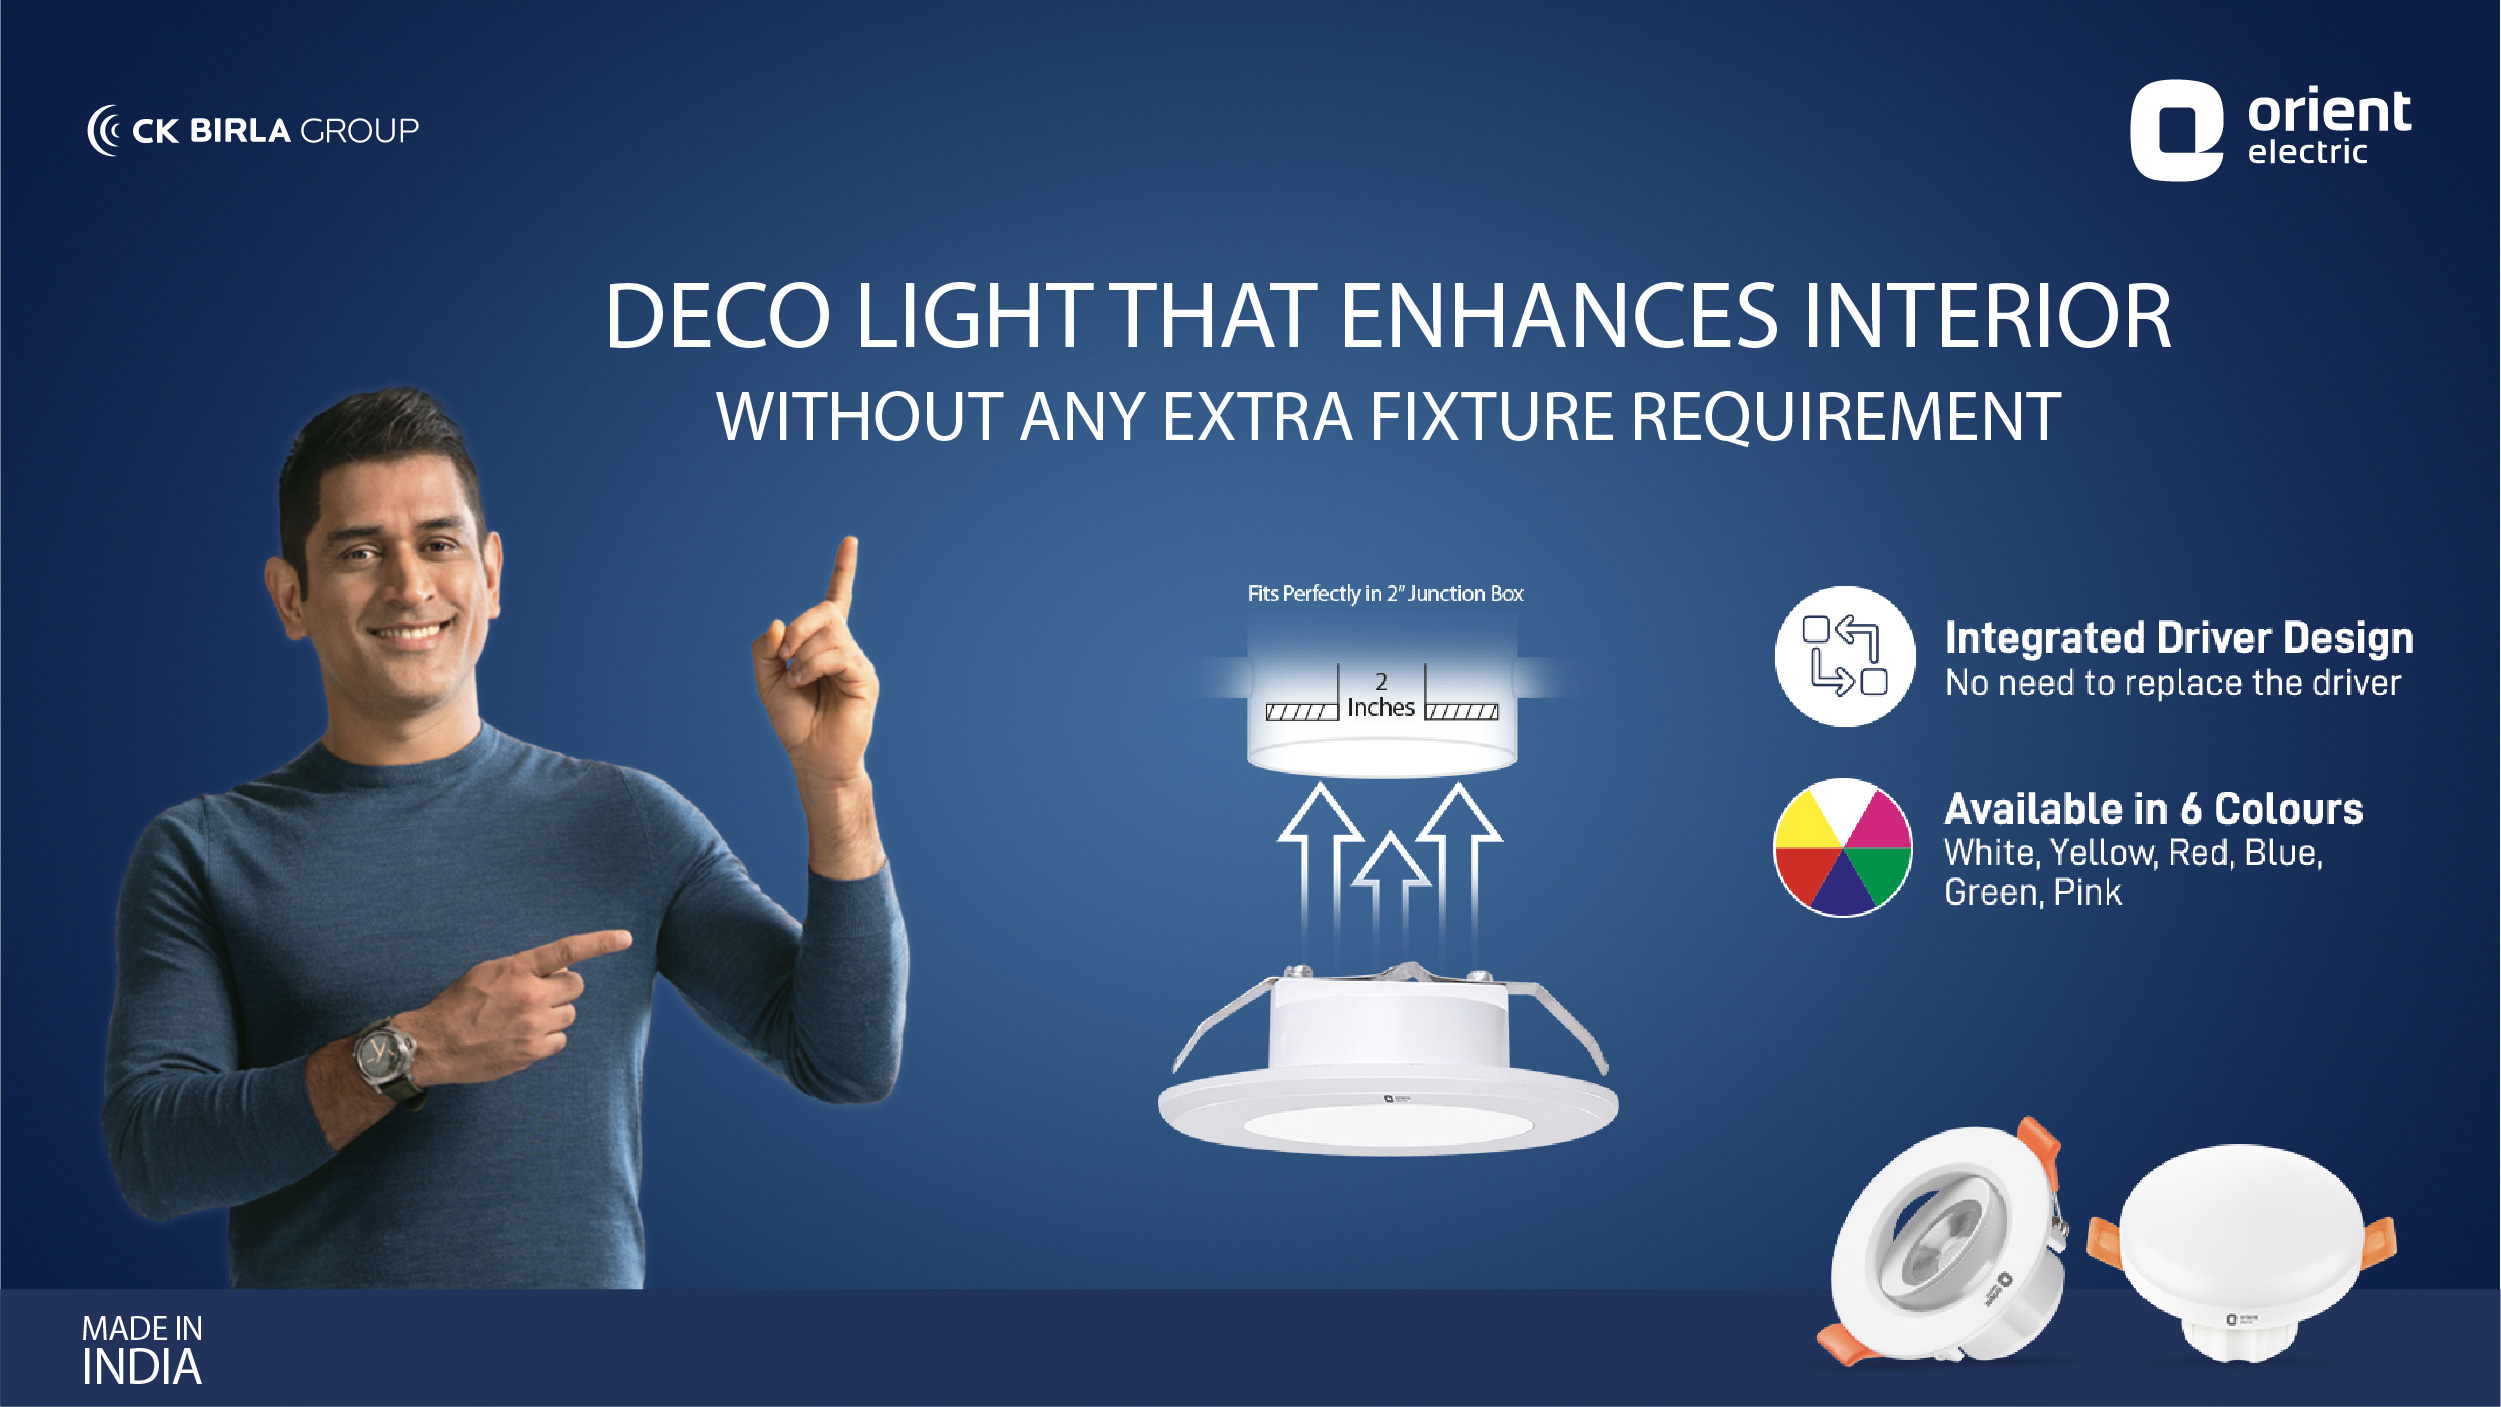 CK BIRLA GROUP
orient
electric
DECO LIGHT THAT ENHANCES INTERIOR
WITHOUT ANY EXTRA FIXTURE REQUIREMENT
Fits Perfectly in 2" Junction Box
2
Inches
Integrated Driver Design
No need to replace the driver
Available in 6 Colours
White, Yellow, Red, Blue,
Green, Pink
orient
electric
MADE IN
INDIA